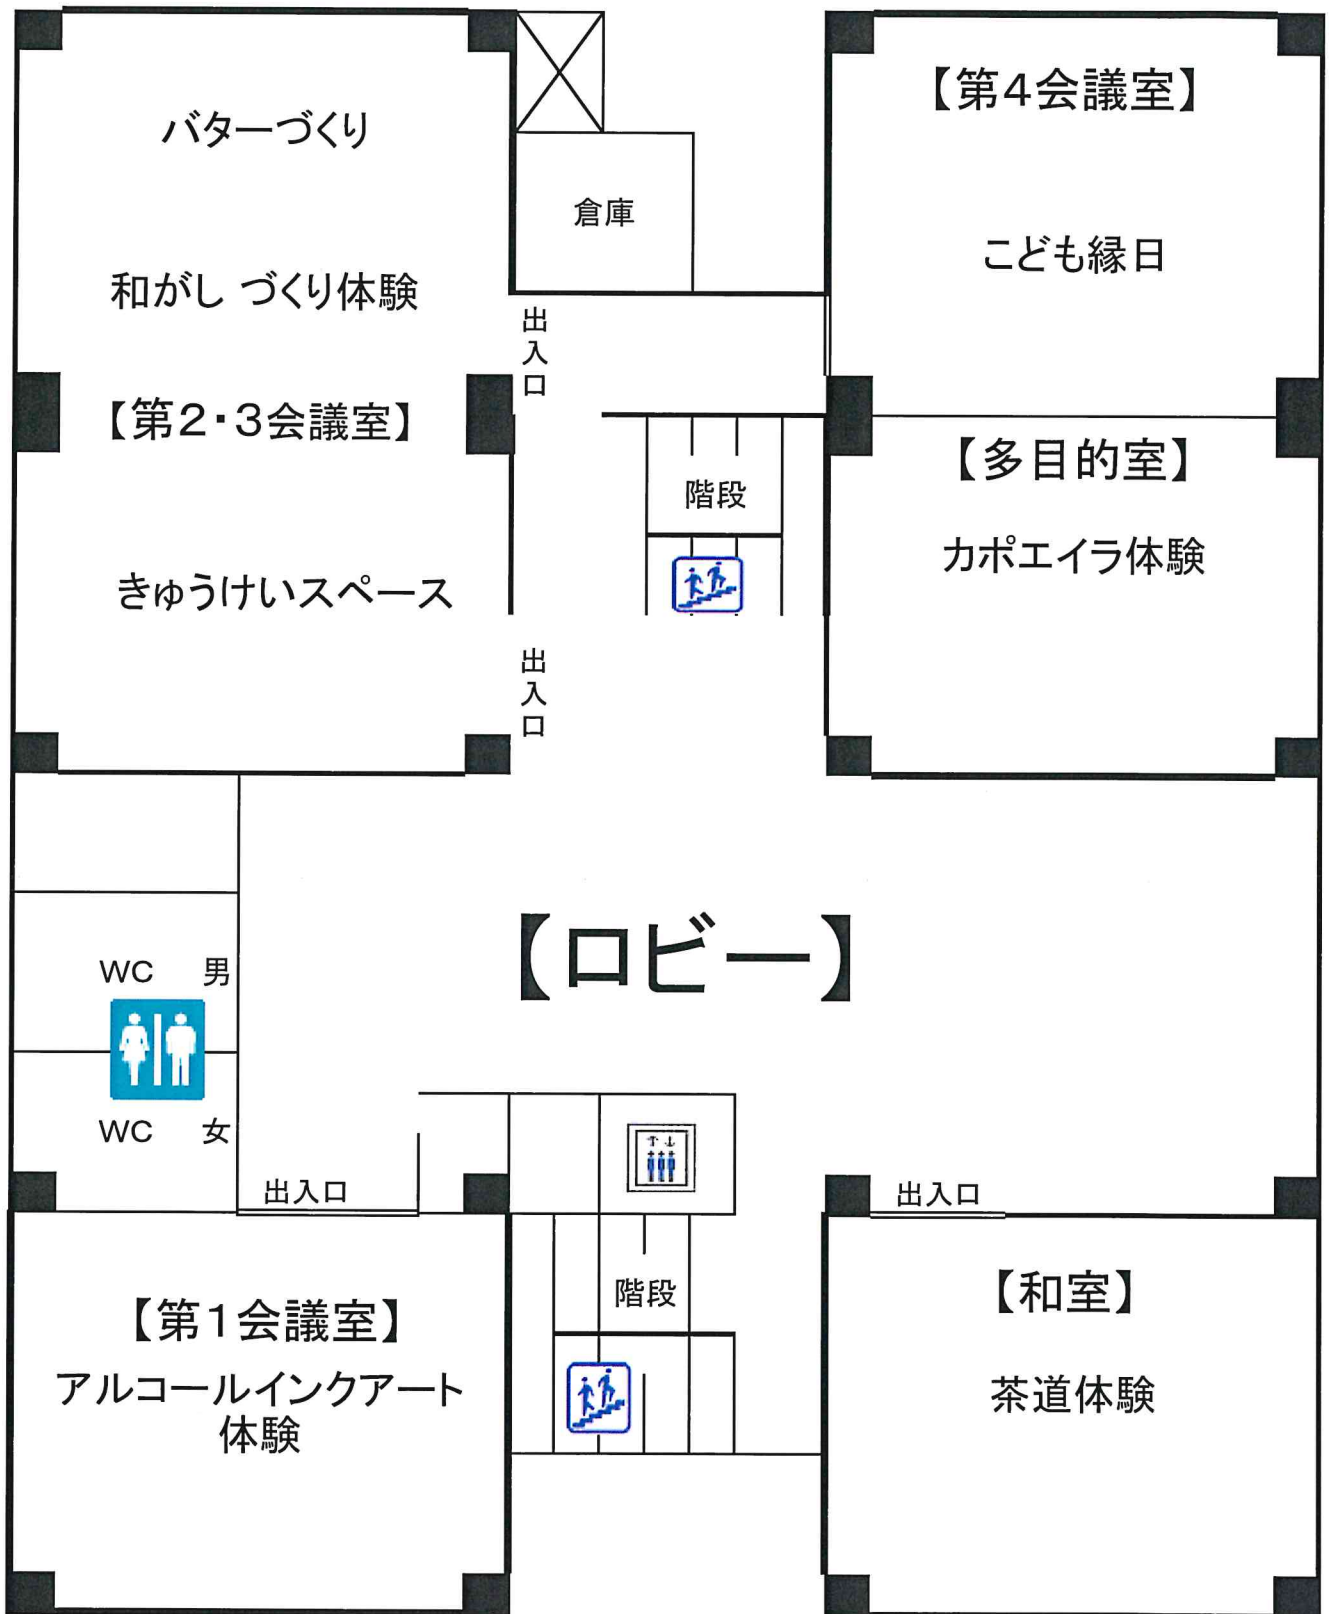 バターづくり
和がし づくり体験
【第2・3会議室】
きゅうけいスペース
倉庫
出入口
出入口
階段
【第4会議室】
こども縁日
【多目的室】
カポエイラ体験
【ロビー】
WC 男
WC 女
出入口
出入口
階段
【第1会議室】
アルコールインクアート
体験
【和室】
茶道体験